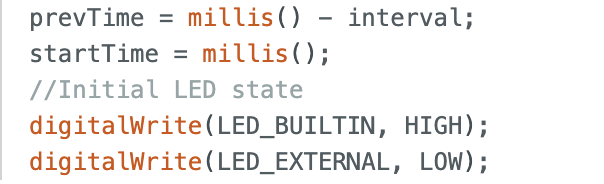 prevTime = millis() – interval;
startTime = millis();
//Initial LED state
digitalWrite(LED_BUILTIN, HIGH);
digitalWrite(LED_EXTERNAL, LOW);